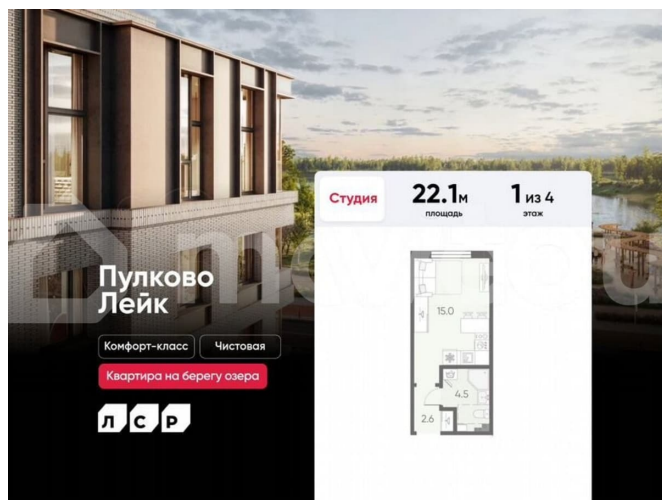 Студия
22.1м
площадь
1 из 4
этаж
15.0
4.5
2.6
Пулково
Лейк
Комфорт-класс
Чистовая
Квартира на берегу озера
ЛСР